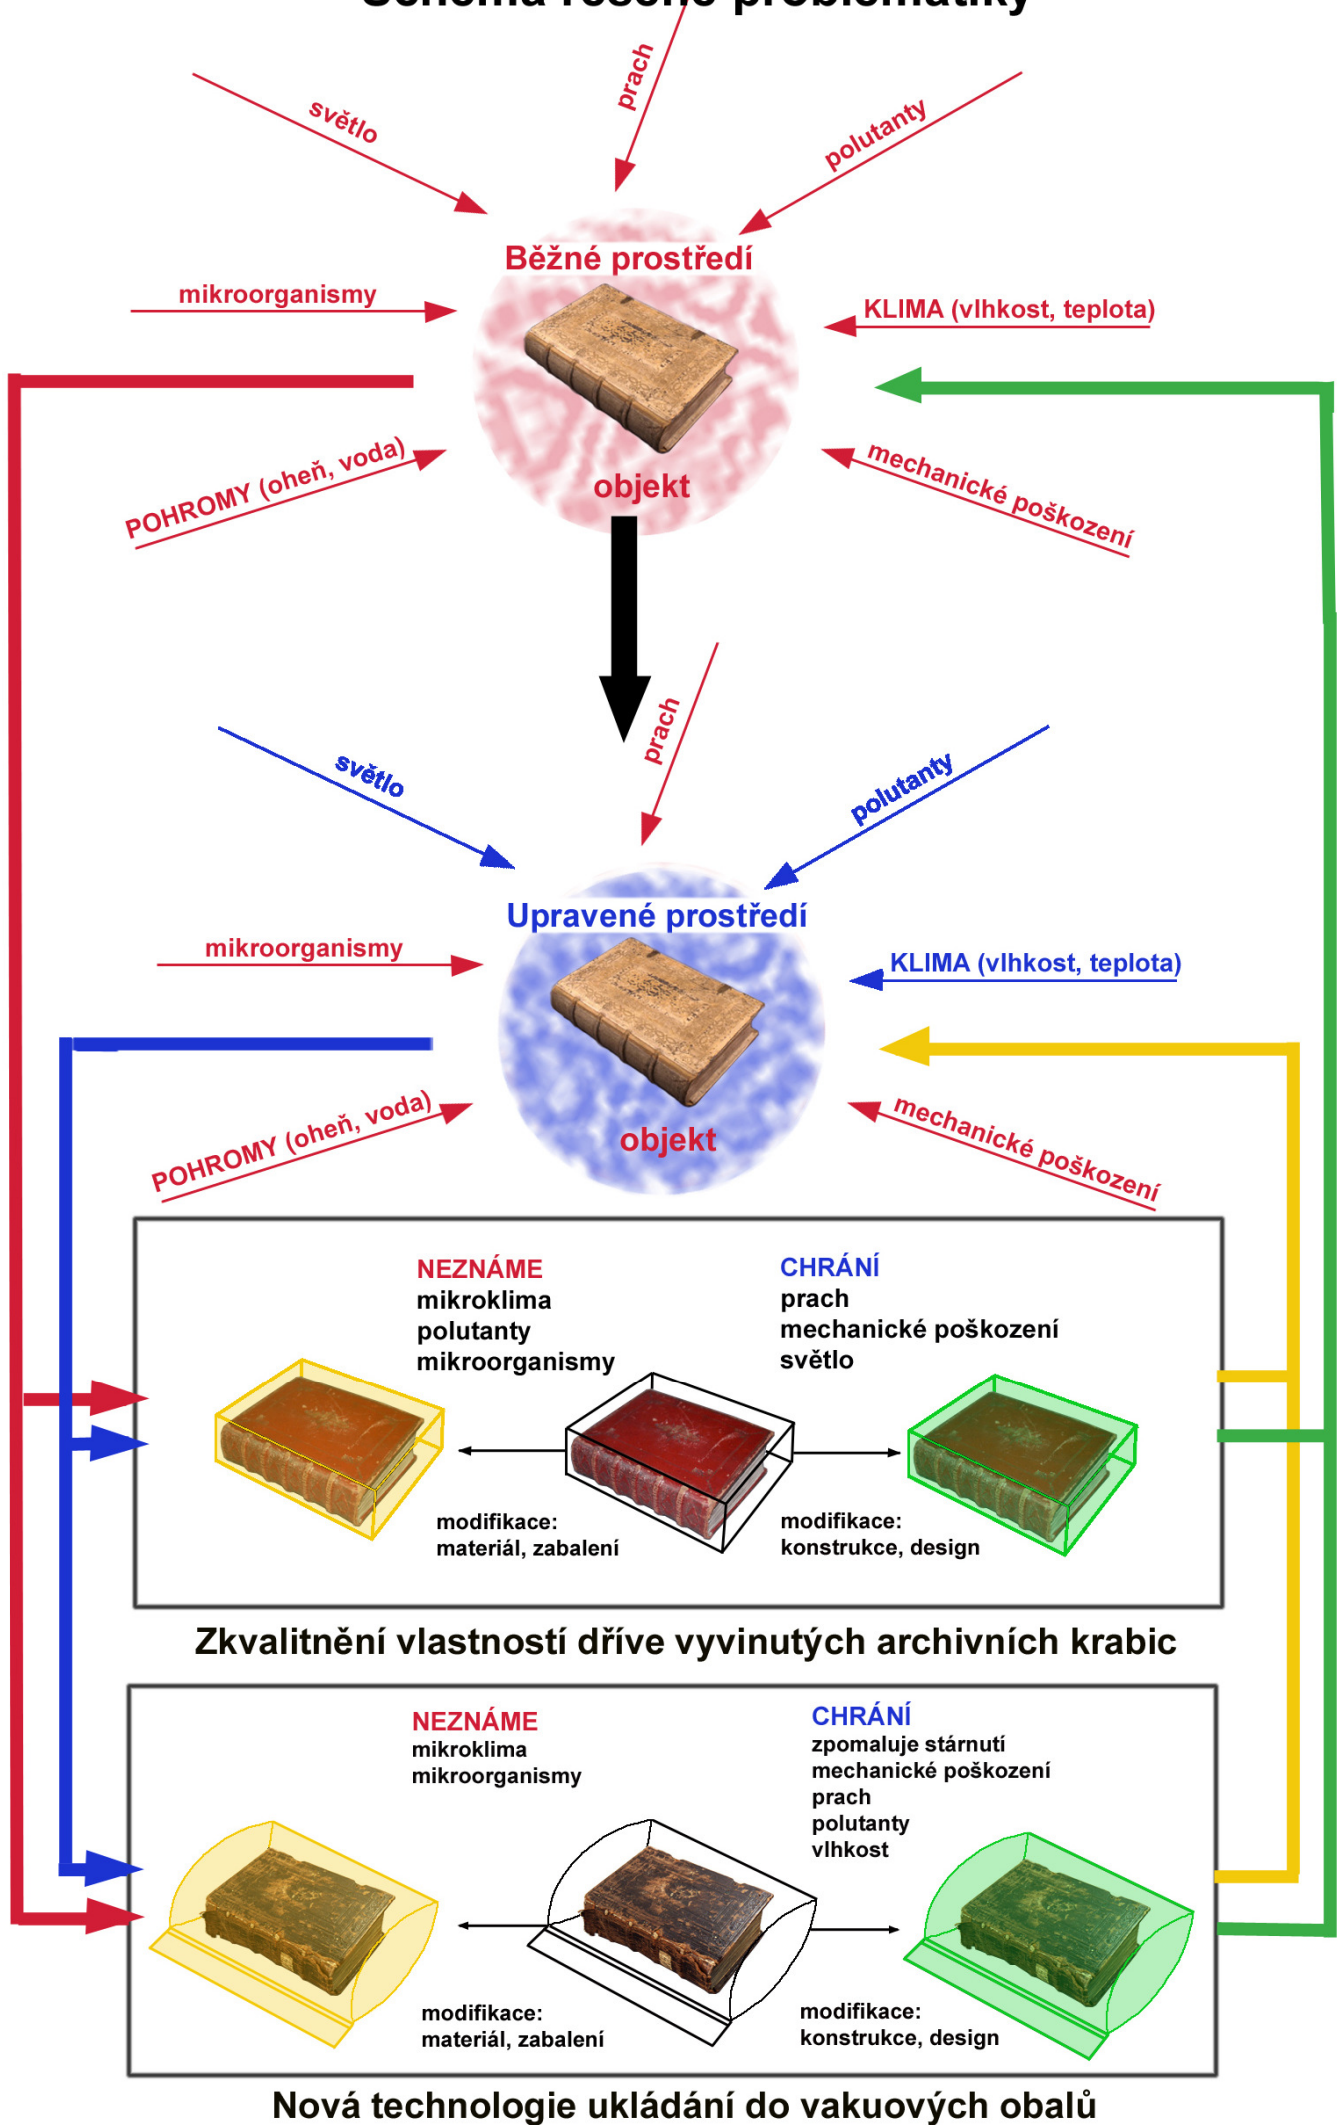 Schéma řešené problematiky
prach
světlo
polutanty
Běžné prostředí
mikroorganismy
KLIMA (vlhkost, teplota)
POHROMY (oheň, voda)
mechanické poškození
objekt
prach
světlo
polutanty
Upravené prostředí
mikroorganismy
KLIMA (vlhkost, teplota)
POHROMY (oheň, voda)
mechanické poškození
objekt
NEZNÁME
mikroklima
polutanty
mikroorganismy
CHRÁNÍ
prach
mechanické poškození
světlo
modifikace:
materiál, zabalení
modifikace:
konstrukce, design
Zkvalitnění vlastností dříve vyvinutých archivních krabic
NEZNÁME
mikroklima
mikroorganismy
CHRÁNÍ
zpomaluje stárnutí
mechanické poškození
prach
polutanty
vlhkost
modifikace:
materiál, zabalení
modifikace:
konstrukce, design
Nová technologie ukládání do vakuových obalů